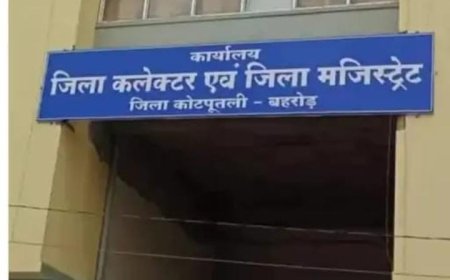 कार्यालय
जिला कलेक्टर एवं जिला मजिस्ट्रेट
जिला कोटपूतली - बहरोड़